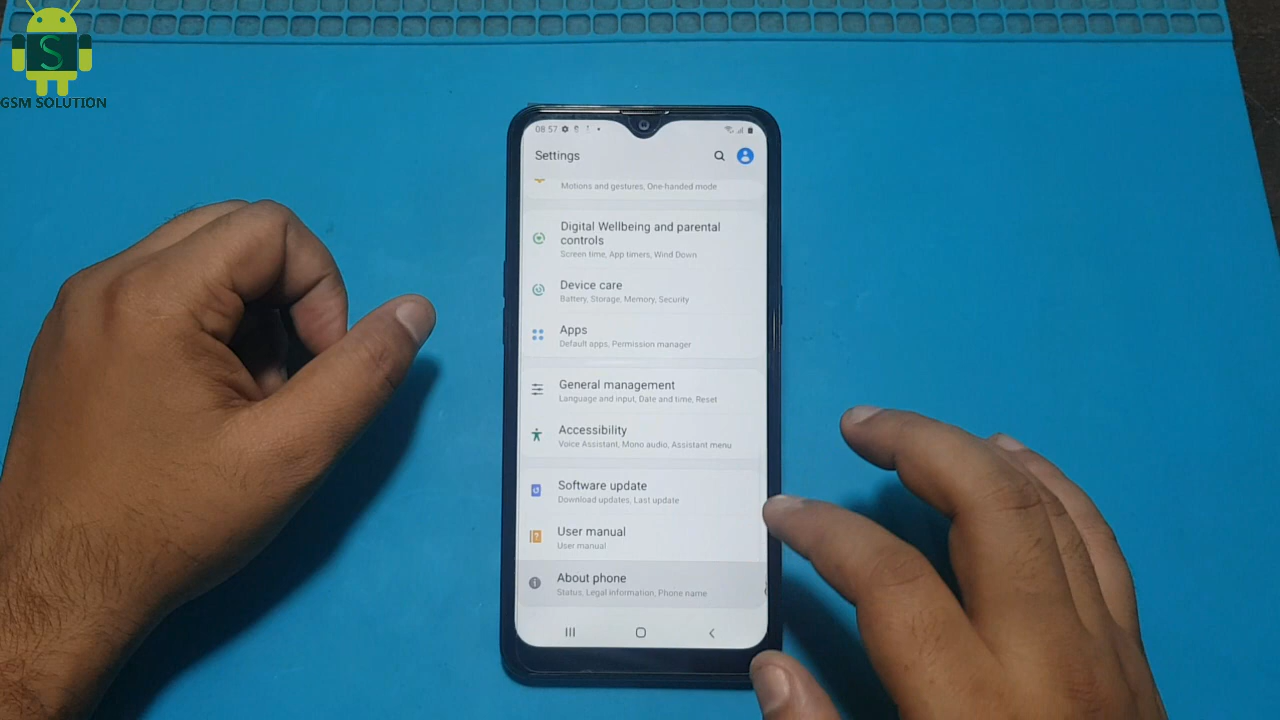 S
GSM SOLUTION
08 57
Settings
Motions and gestures, One-handed mode
Digital Wellbeing and parental
controls
Screen time, App timers, Wind Down
Device care
Battery, Storage, Memory, Security
Apps
Default apps, Permission manager
General management
Language and input, Date and time, Reset
Accessibility
Voice Assistant, Mono audio, Assistant menu
Software update
Download updates, Last update
User manual
User manual
About phone
Status, Legal information, Phone name